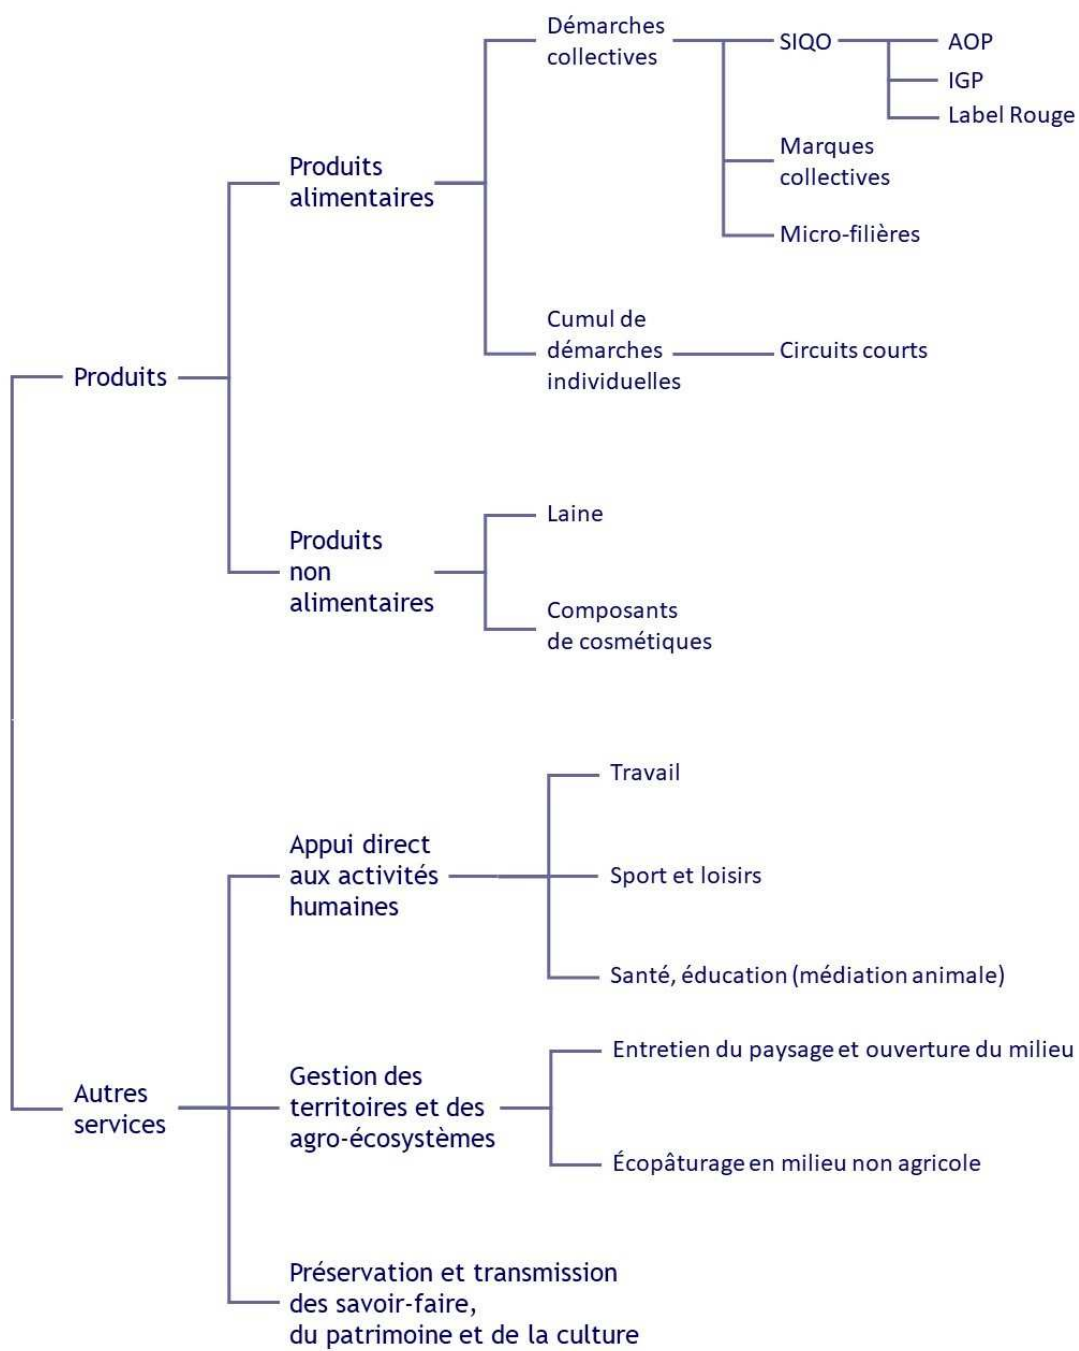 Produits
Produits
alimentaires
Démarches
collectives
SIQO
AOP
IGP
Label Rouge
Marques
collectives
Micro-filières
Cumul de
démarches
individuelles
Circuits courts
Produits
non
alimentaires
Laine
Composants
de cosmétiques
Autres
services
Appui direct
aux activités
humaines
Travail
Sport et loisirs
Santé, éducation (médiation animale)
Gestion des
territoires et des
agro-écosystèmes
Entretien du paysage et ouverture du milieu
Écopâturage en milieu non agricole
Préservation et transmission
des savoir-faire,
du patrimoine et de la culture